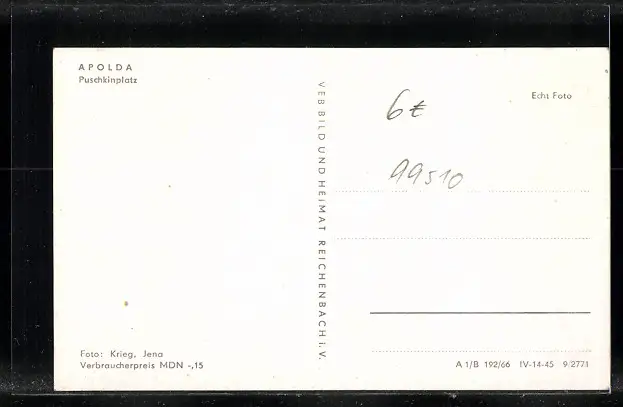 APOLDA
Puschkinplatz
VEB BILD UND HEIMAT REICHENBACH i. V.
6€
Echt Foto
99510
Foto: Krieg, Jena
Verbraucherpreis MDN -,15
A 1/B 192/66 IV-14-45 9/2771